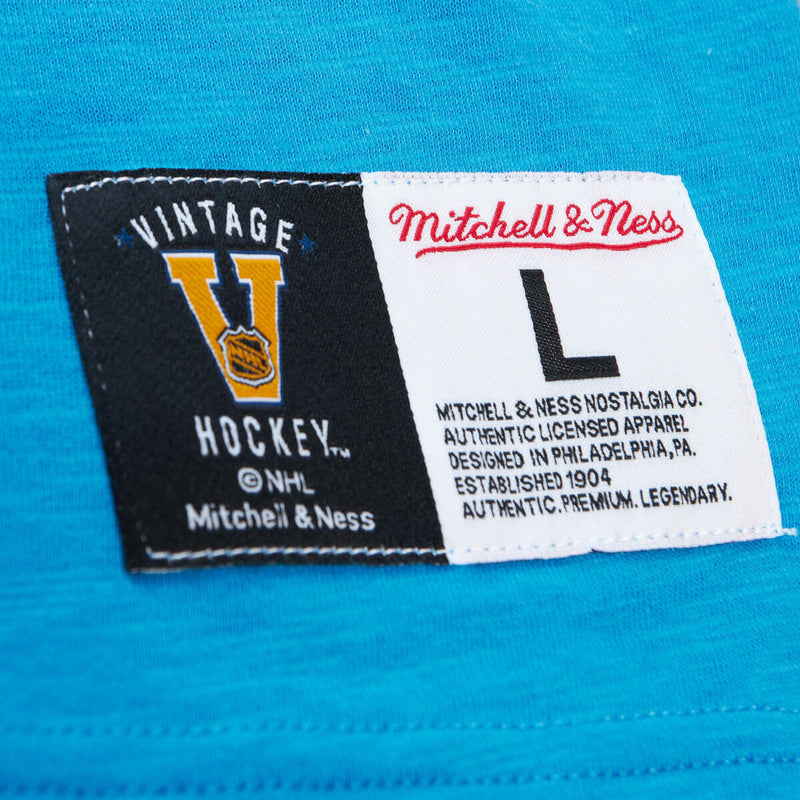 VINTAGE
V
NHL
HOCKEY™
© NHL
Mitchell & Ness
Mitchell & Ness
L
MITCHELL & NESS NOSTALGIA CO.
AUTHENTIC LICENSED APPAREL
DESIGNED IN PHILADELPHIA, PA.
ESTABLISHED 1904
AUTHENTIC. PREMIUM. LEGENDARY.